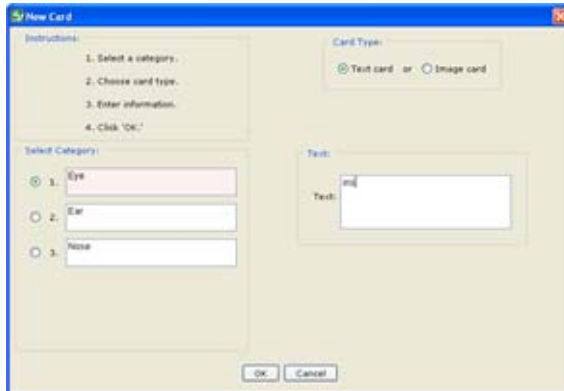 New Card
Instructions:
1. Select a category.
2. Choose card type.
3. Enter information.
4. Click 'OK.'
Card Type:
Text card or Image card
Select Category:
1. Eye
2. Ear
3. Nose
Text:
Text:
OK Cancel